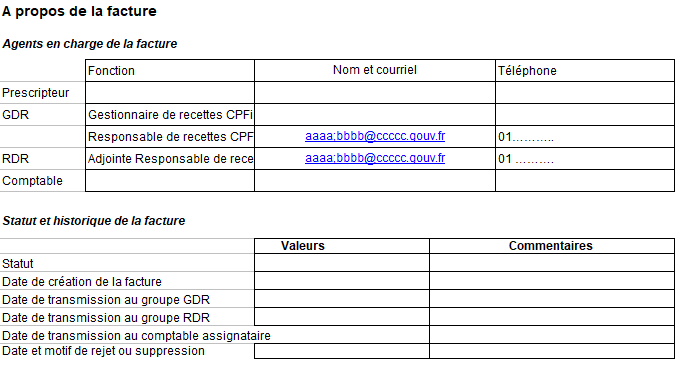 A propos de la facture
Agents en charge de la facture
Fonction Nom et courriel Téléphone
Prescripteur
GDR Gestionnaire de recettes CPFi
Responsable de recettes CPF aaaa;bbbb@ccccc.gouv.fr 01………..
RDR Adjointe Responsable de rece aaaa;bbbb@ccccc.gouv.fr 01 ……….
Comptable
Statut et historique de la facture
Valeurs Commentaires
Statut
Date de création de la facture
Date de transmission au groupe GDR
Date de transmission au groupe RDR
Date de transmission au comptable assignataire
Date et motif de rejet ou suppression